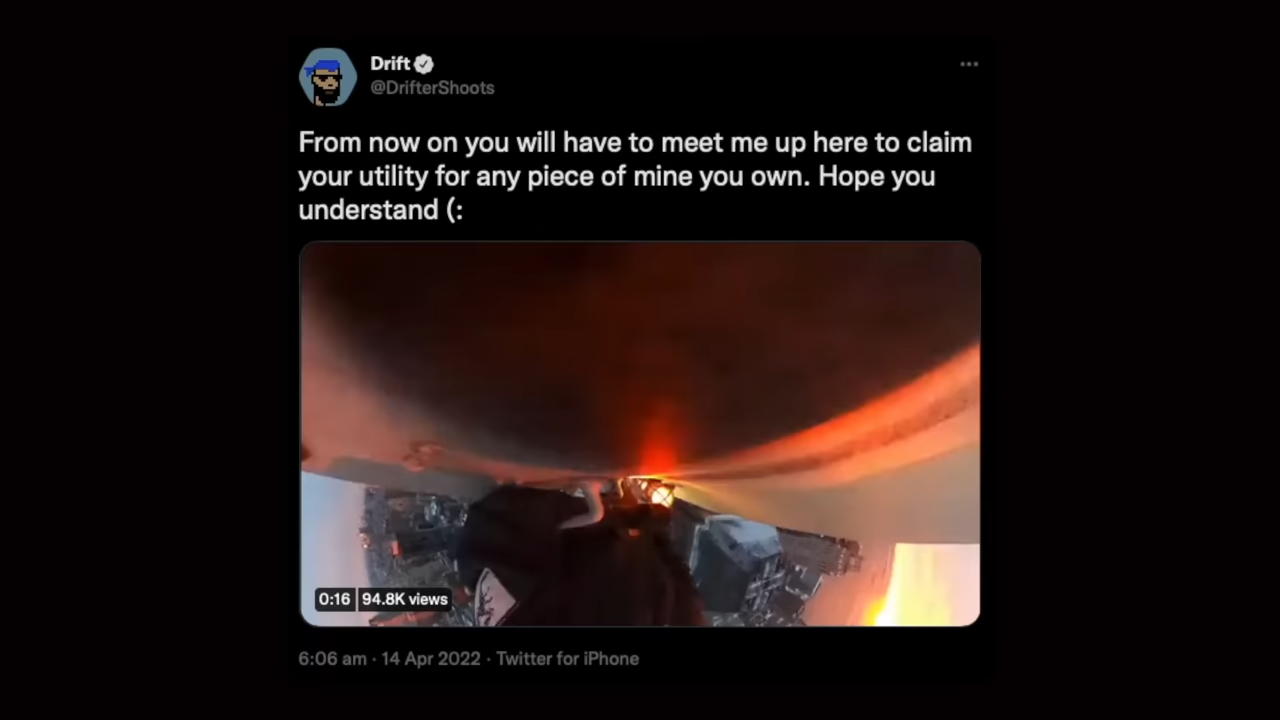 Drift
@DrifterShoots
From now on you will have to meet me up here to claim
your utility for any piece of mine you own. Hope you
understand (:
0:16 94.8K views
6:06 am · 14 Apr 2022 · Twitter for iPhone